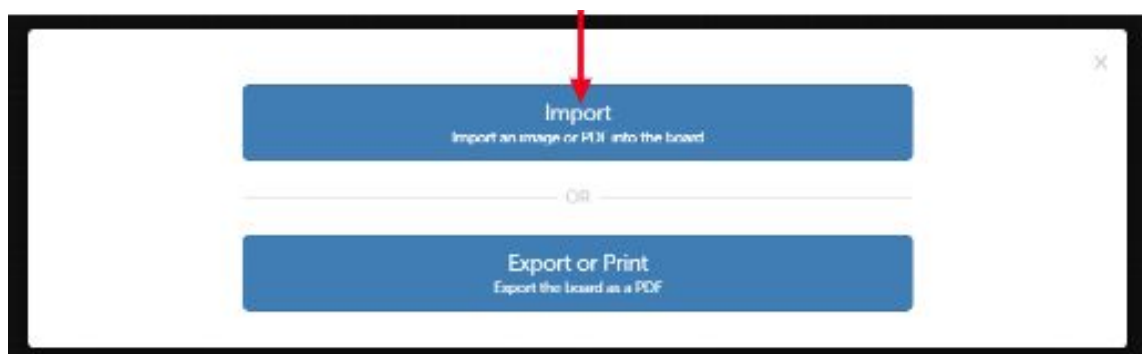 Import
Import an image or PDF into the board
OR
Export or Print
Export the board as a PDF